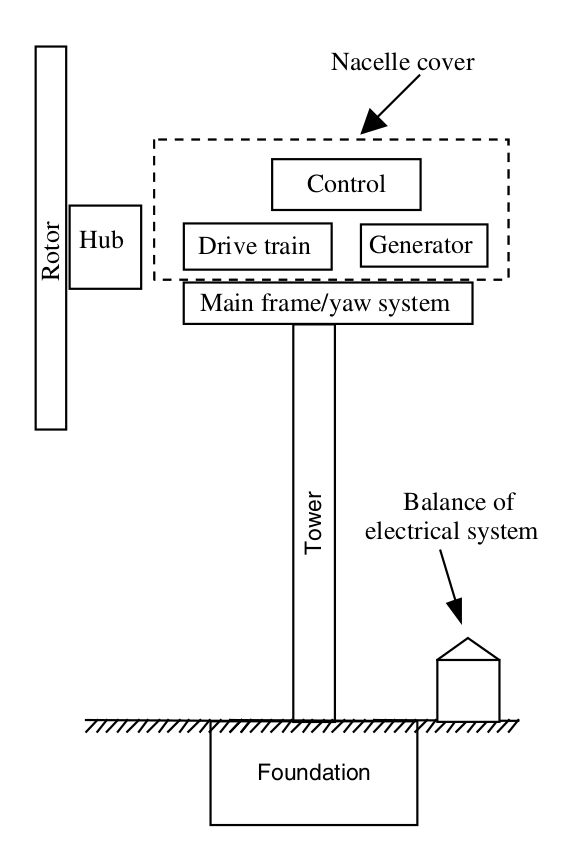 Nacelle cover
Control
Rotor
Hub
Drive train
Generator
Main frame/yaw system
Tower
Balance of
electrical system
Foundation